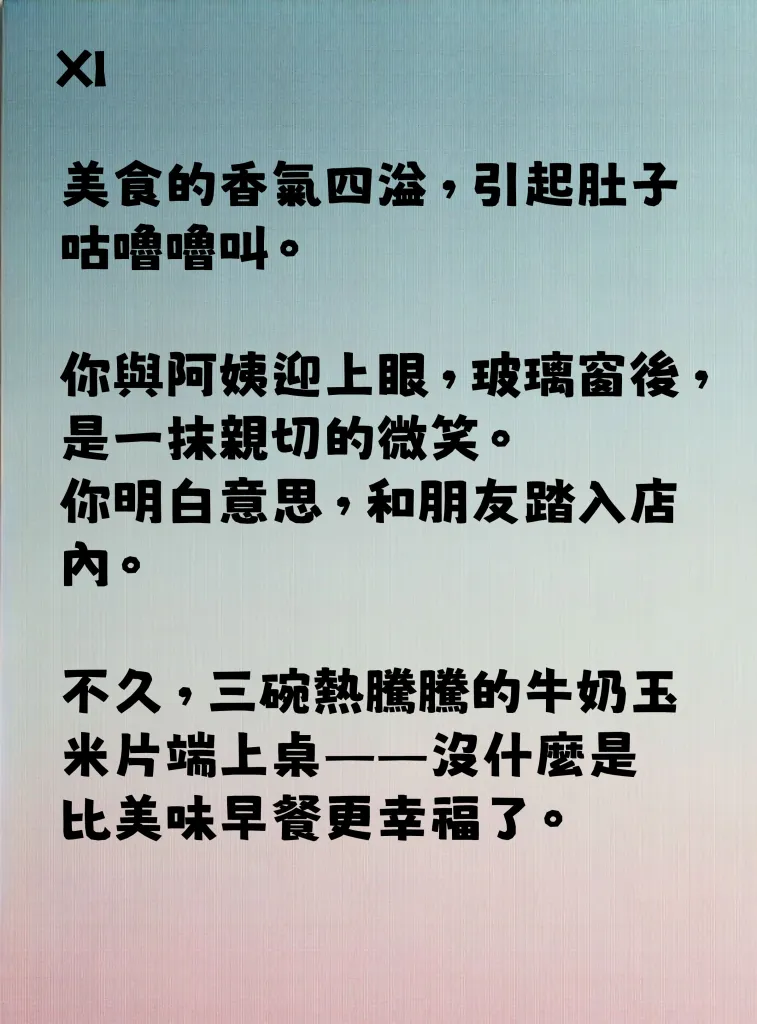 XI
美食的香氣四溢，引起肚子
咕嚕嚕叫。
你與阿姨迎上眼，玻璃窗後，
是一抹親切的微笑。
你明白意思，和朋友踏入店
內。
不久，三碗熱騰騰的牛奶玉
米片端上桌——沒什麼是
比美味早餐更幸福了。